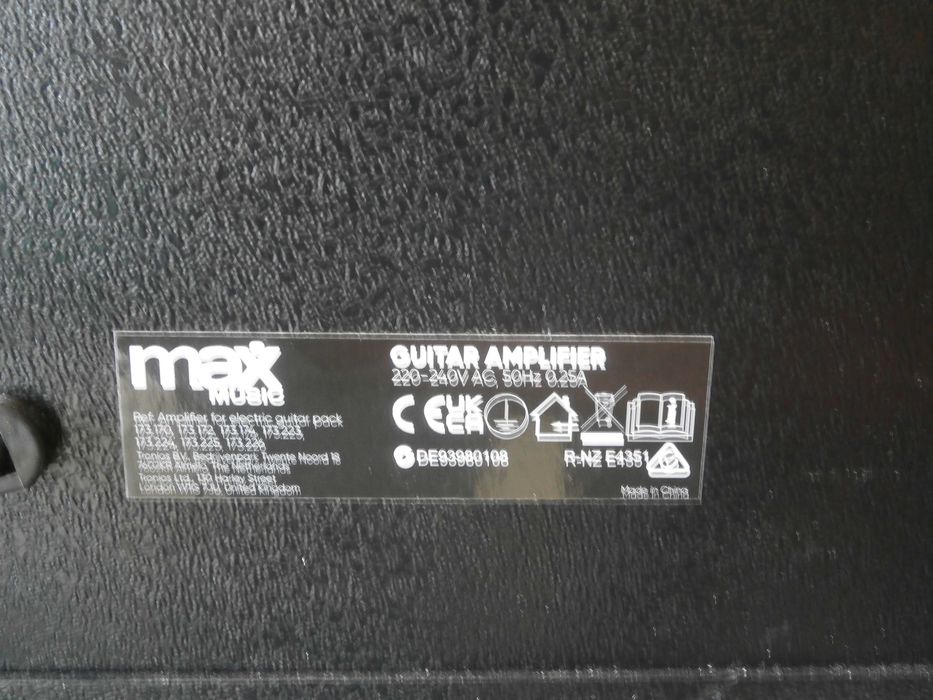 max
MUSIC
Ref: Amplifier for electric guitar pack
173.170, 173.172, 173.223,
173.224, 173.225, 173.226
Tronios B.V., Bedrijvenpark Twente Noord 18
7602KR Almelo, The Netherlands
Tronios Ltd., 130 Harley Street
London W1G 7JU, United Kingdom
GUITAR AMPLIFIER
220-240V AC, 50Hz 0.25A
CE UK CA
DE93980108 R-NZ E4351
Made in China